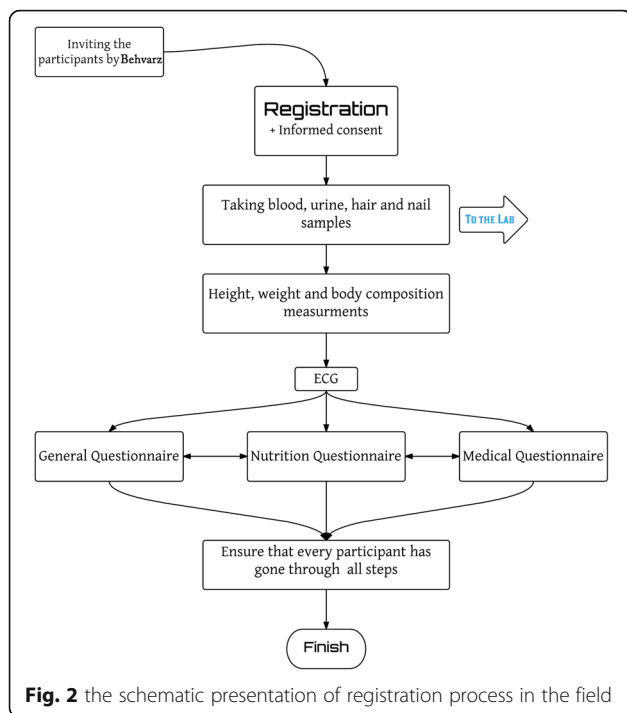 Inviting the
participants by Behvarz
Registration
+ Informed consent
Taking blood, urine, hair and nail
samples
TO THE LAB
Height, weight and body composition
measurments
ECG
General Questionnaire
Nutrition Questionnaire
Medical Questionnaire
Ensure that every participant has
gone through all steps
Finish
Fig. 2 the schematic presentation of registration process in the field